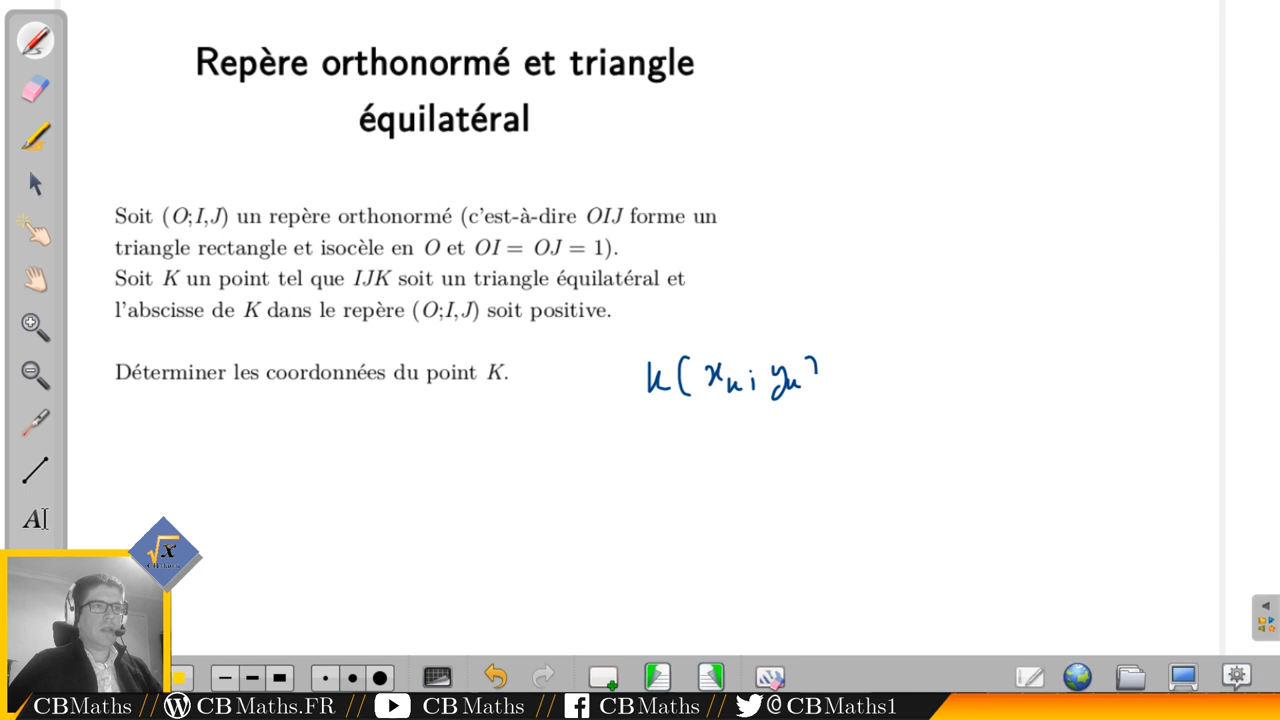 Repère orthonormé et triangle
équilatéral
Soit (O;I,J) un repère orthonormé (c'est-à-dire OIJ forme un
triangle rectangle et isocèle en O et OI = OJ = 1).
Soit K un point tel que IJK soit un triangle équilatéral et
l'abscisse de K dans le repère (O;I,J) soit positive.
Déterminer les coordonnées du point K.
K( xK ; yK )
A
√x
CBMaths // CBMaths.FR // CBMaths // CBMaths // @CBMaths1